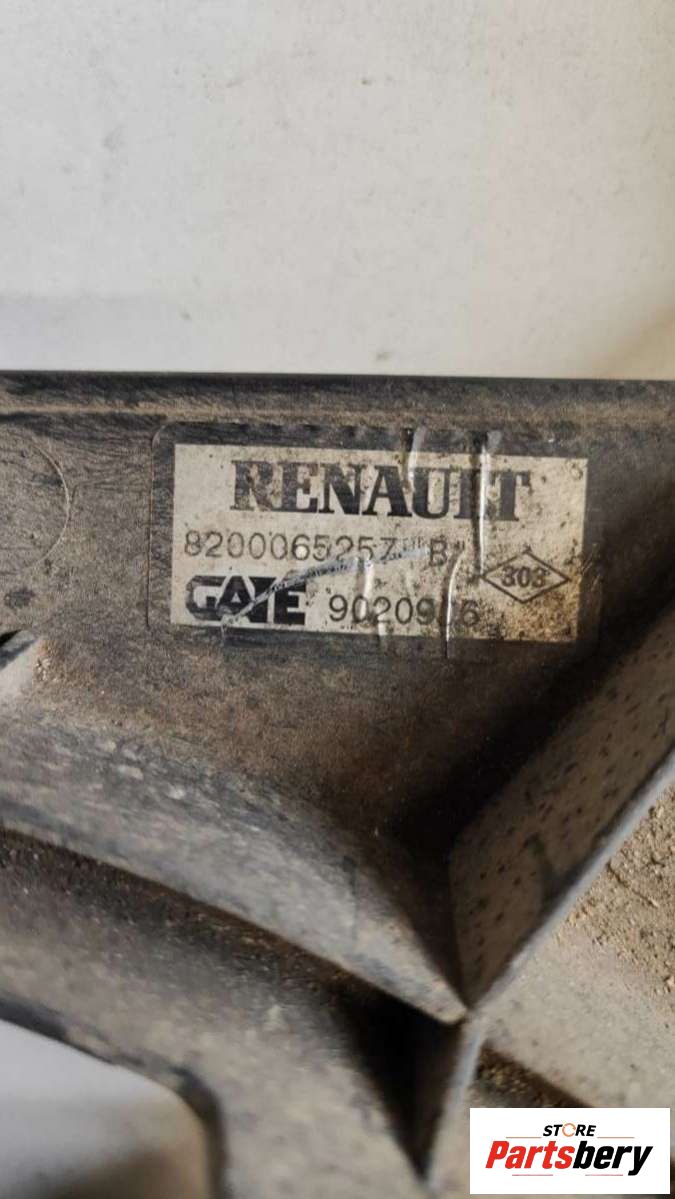 RENAULT
8200065257 B
303
GATE 9020906
STORE
Partsbery